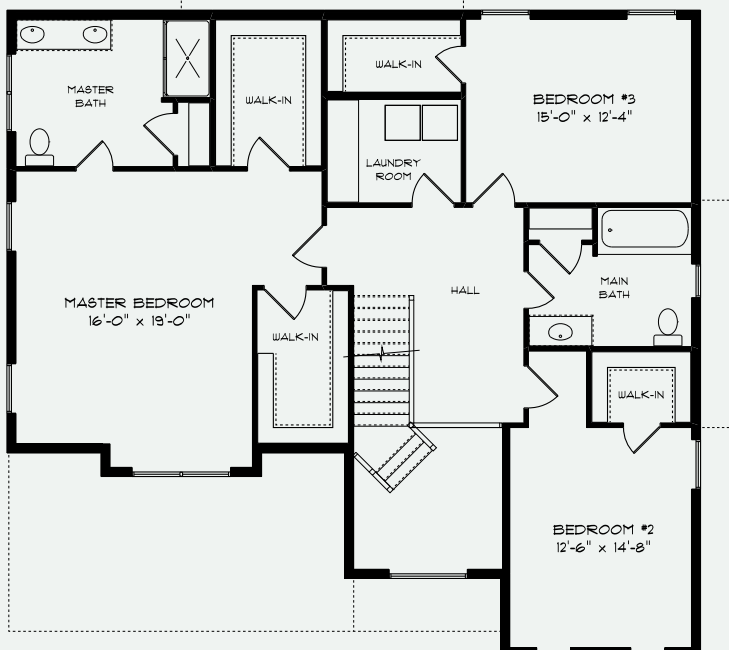 MASTER
BATH
WALK-IN
WALK-IN
BEDROOM #3
15'-0" x 12'-4"
LAUNDRY
ROOM
MASTER BEDROOM
16'-0" x 19'-0"
HALL
MAIN
BATH
WALK-IN
WALK-IN
BEDROOM #2
12'-6" x 14'-8"